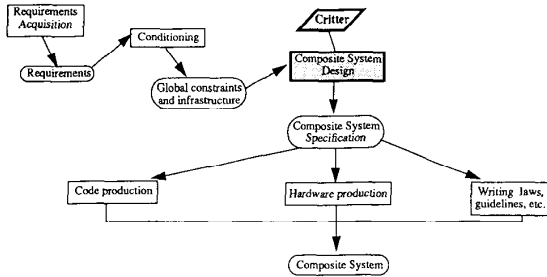 Requirements
Acquisition
Critter
Conditioning
Requirements
Composite System
Design
Global constraints
and infrastructure
Composite System
Specification
Code production
Hardware production
Writing laws,
guidelines, etc.
Composite System